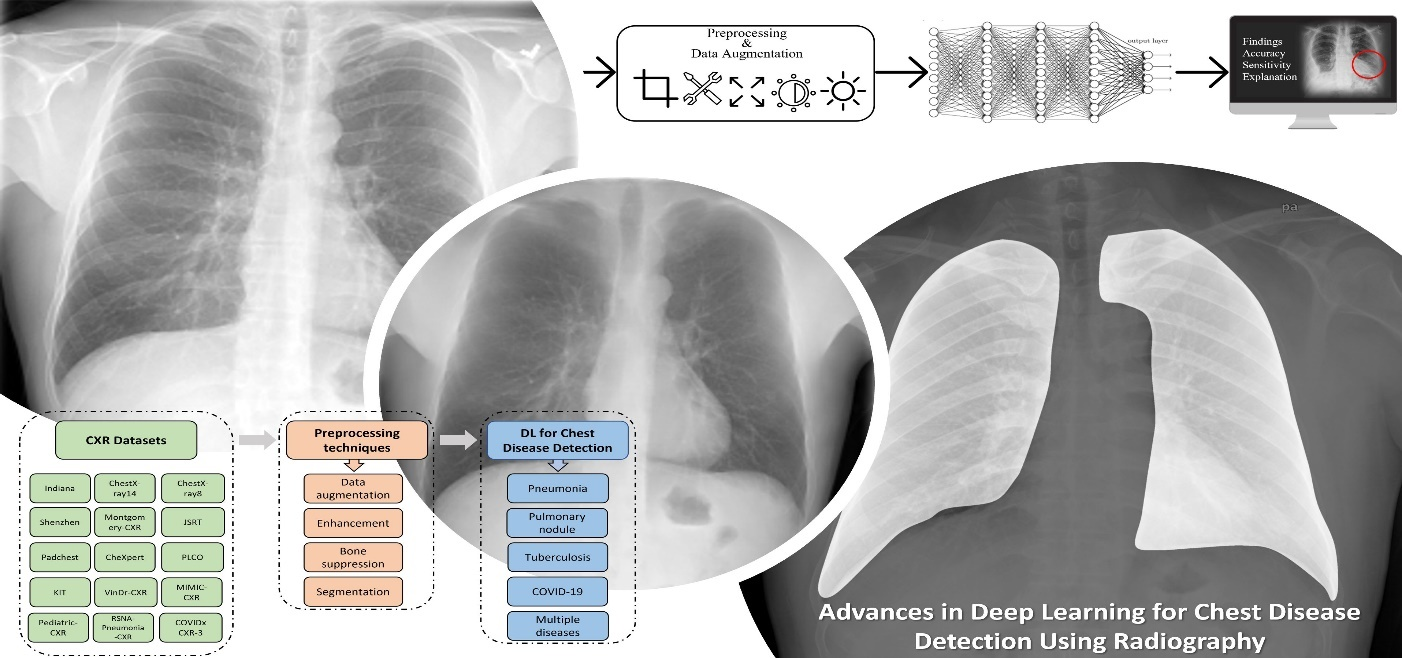 Preprocessing
&
Data Augmentation
output layer
Findings
Accuracy
Sensitivity
Explanation
pa
CXR Datasets
Indiana
ChestX-
ray14
ChestX-
ray8
Shenzhen
Montgom
ery-CXR
JSRT
Padchest
CheXpert
PLCO
KIT
VinDr-CXR
MIMIC-
CXR
Pediatric-
CXR
RSNA-
Pneumonia
-CXR
COVIDx
CXR-3
Preprocessing
techniques
Data
augmentation
Enhancement
Bone
suppression
Segmentation
DL for Chest
Disease Detection
Pneumonia
Pulmonary
nodule
Tuberculosis
COVID-19
Multiple
diseases
Advances in Deep Learning for Chest Disease
Detection Using Radiography